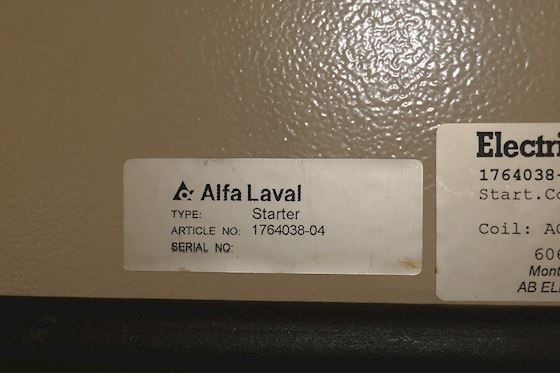 Alfa Laval
TYPE: Starter
ARTICLE NO: 1764038-04
SERIAL NO:
Electri
1764038-
Start.Co
Coil: AC
606
Mont
AB EL